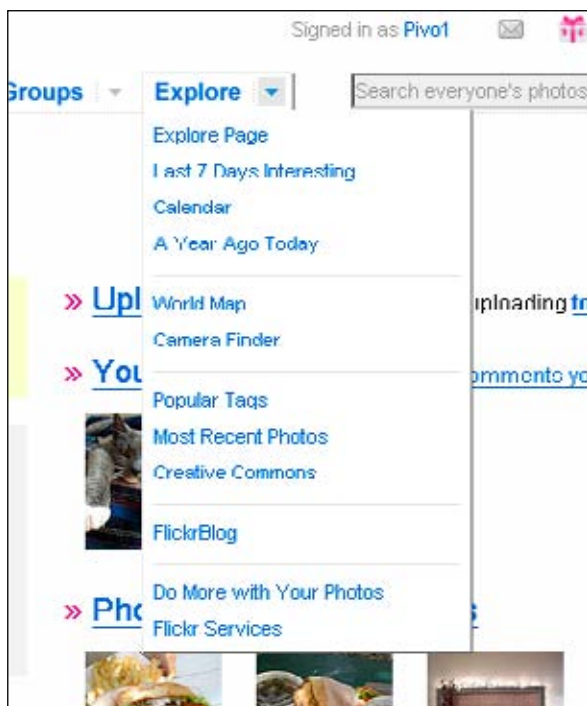 Signed in as Pivo1
Groups Explore Search everyone's photos
Explore Page
Last 7 Days Interesting
Calendar
A Year Ago Today
» Upl uploading
World Map
Camera Finder
» You comments
Popular Tags
Most Recent Photos
Creative Commons
FlickrBlog
Do More with Your Photos
» Pho s
Flickr Services